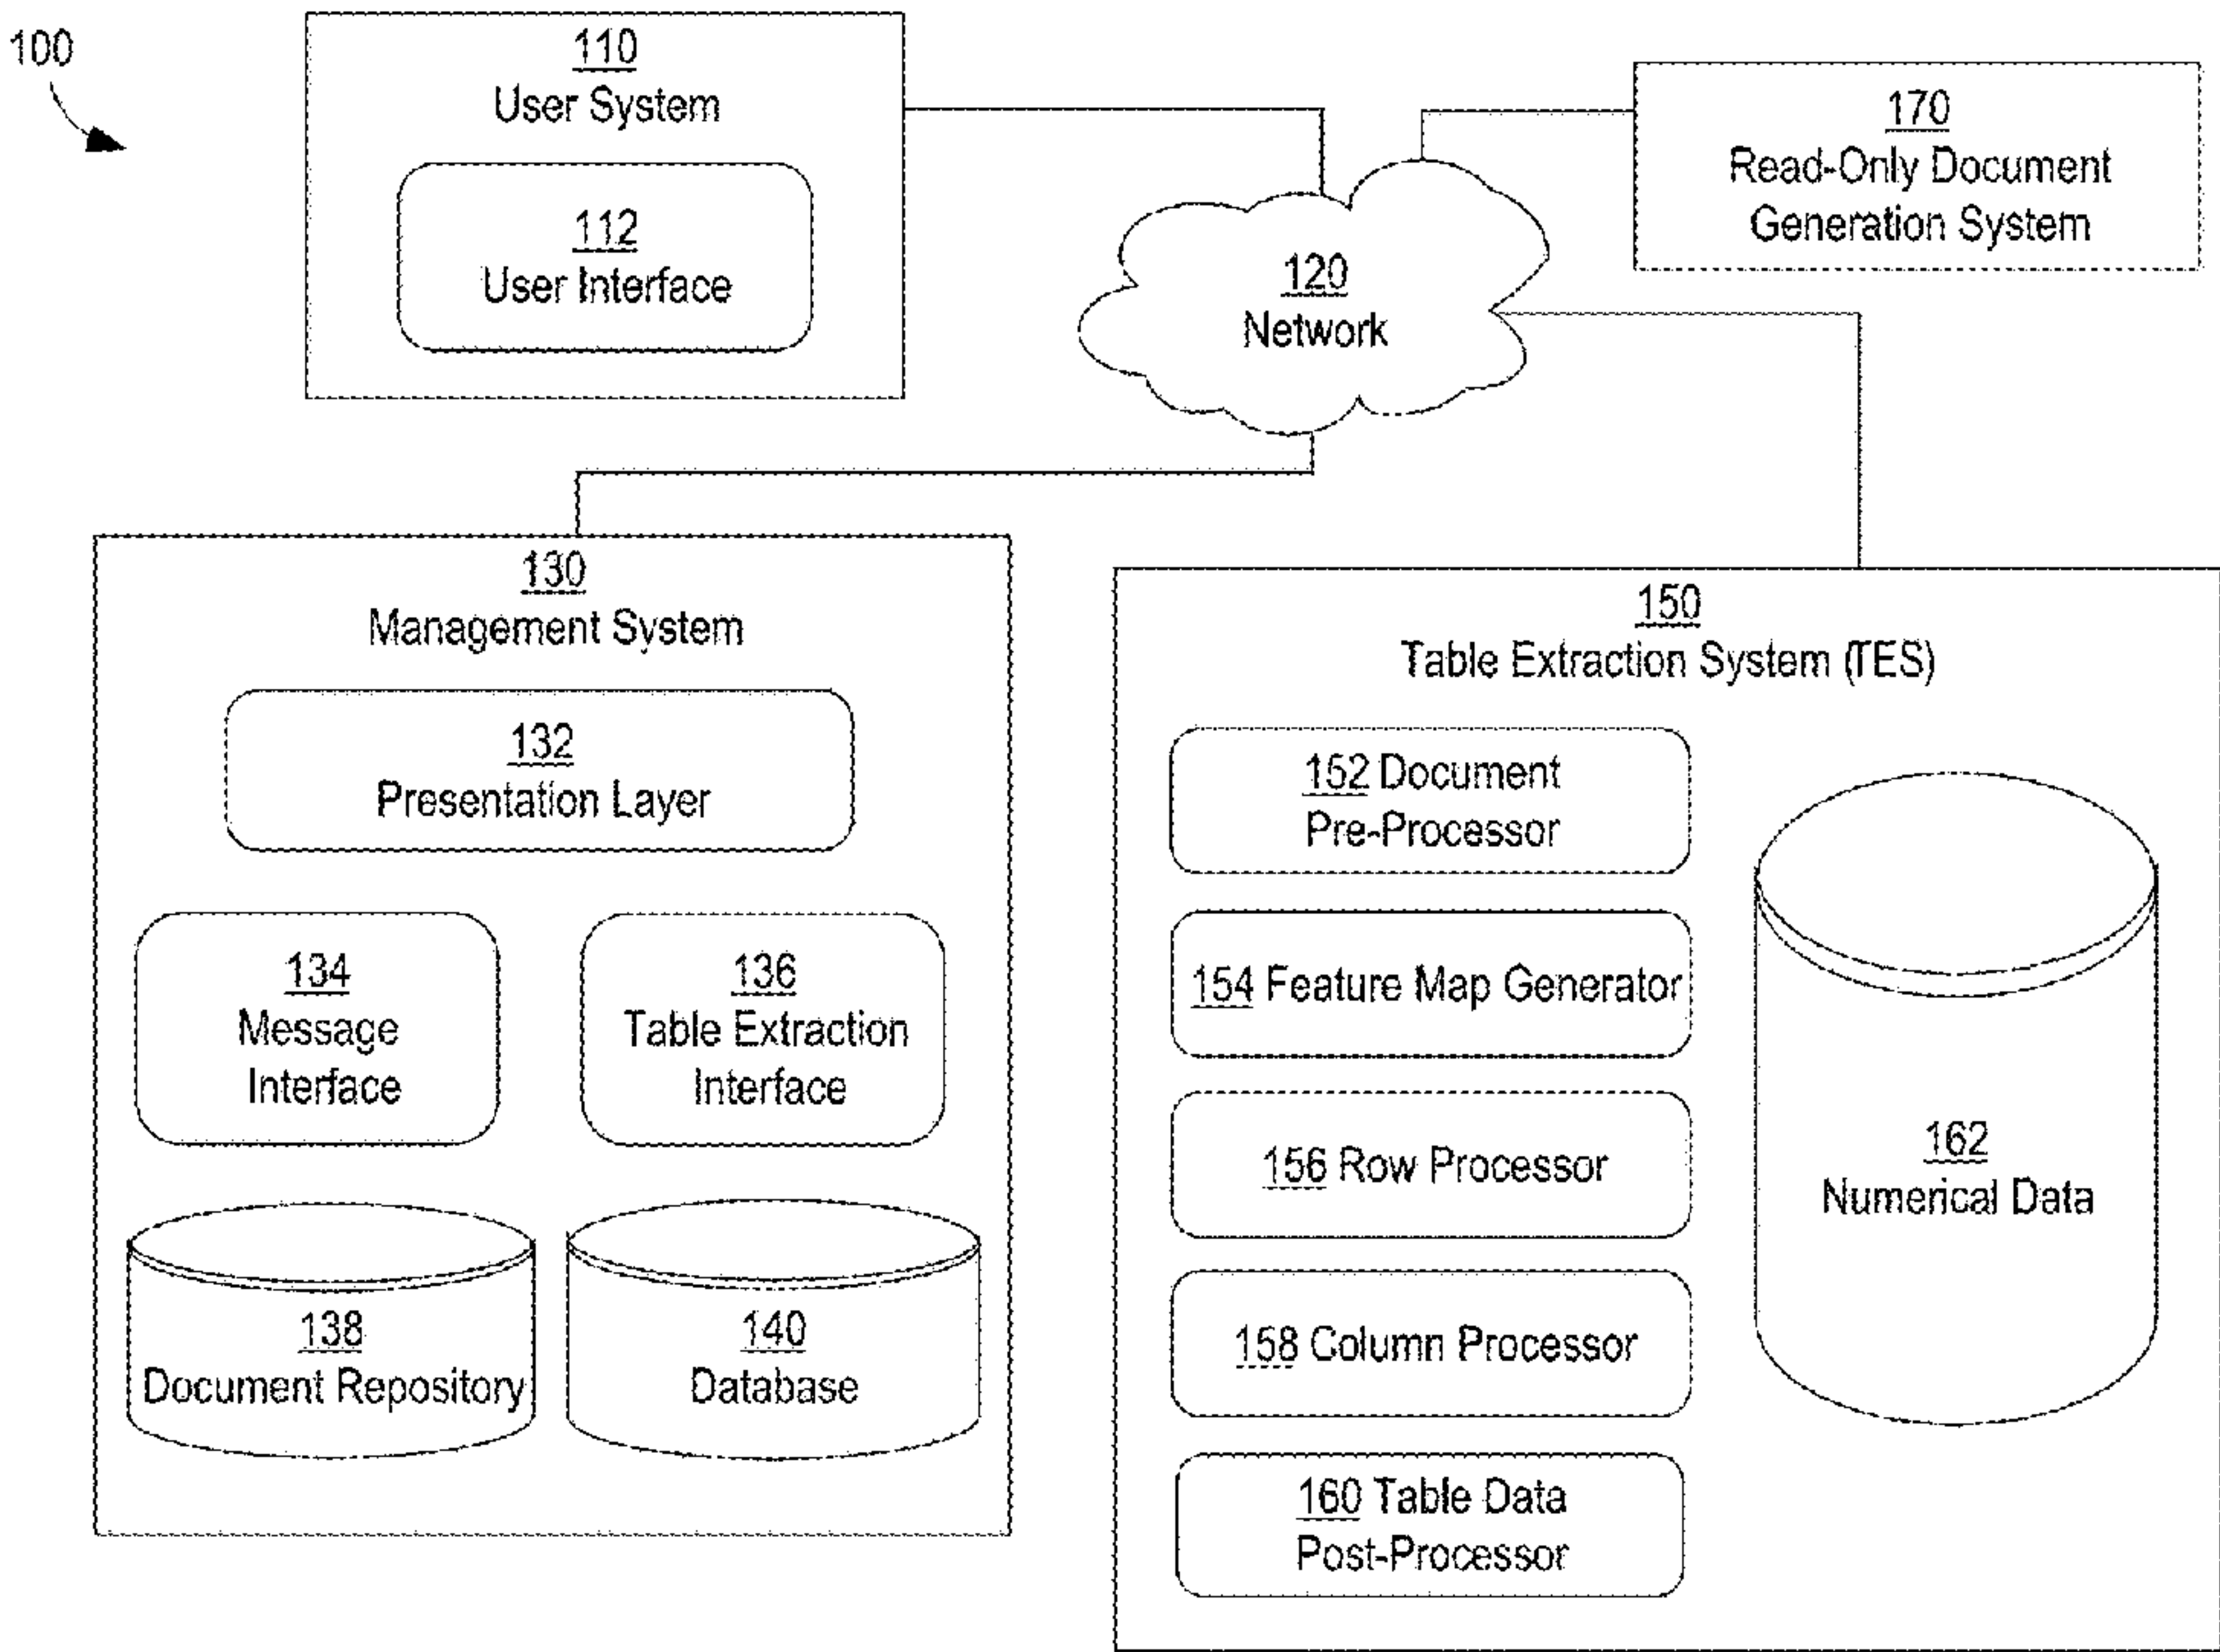 100
110
User System
112
User Interface
170
Read-Only Document
Generation System
120
Network
130
Management System
132
Presentation Layer
134
Message
Interface
136
Table Extraction
Interface
138
Document Repository
140
Database
150
Table Extraction System (TES)
152 Document
Pre-Processor
154 Feature Map Generator
156 Row Processor
158 Column Processor
160 Table Data
Post-Processor
162
Numerical Data